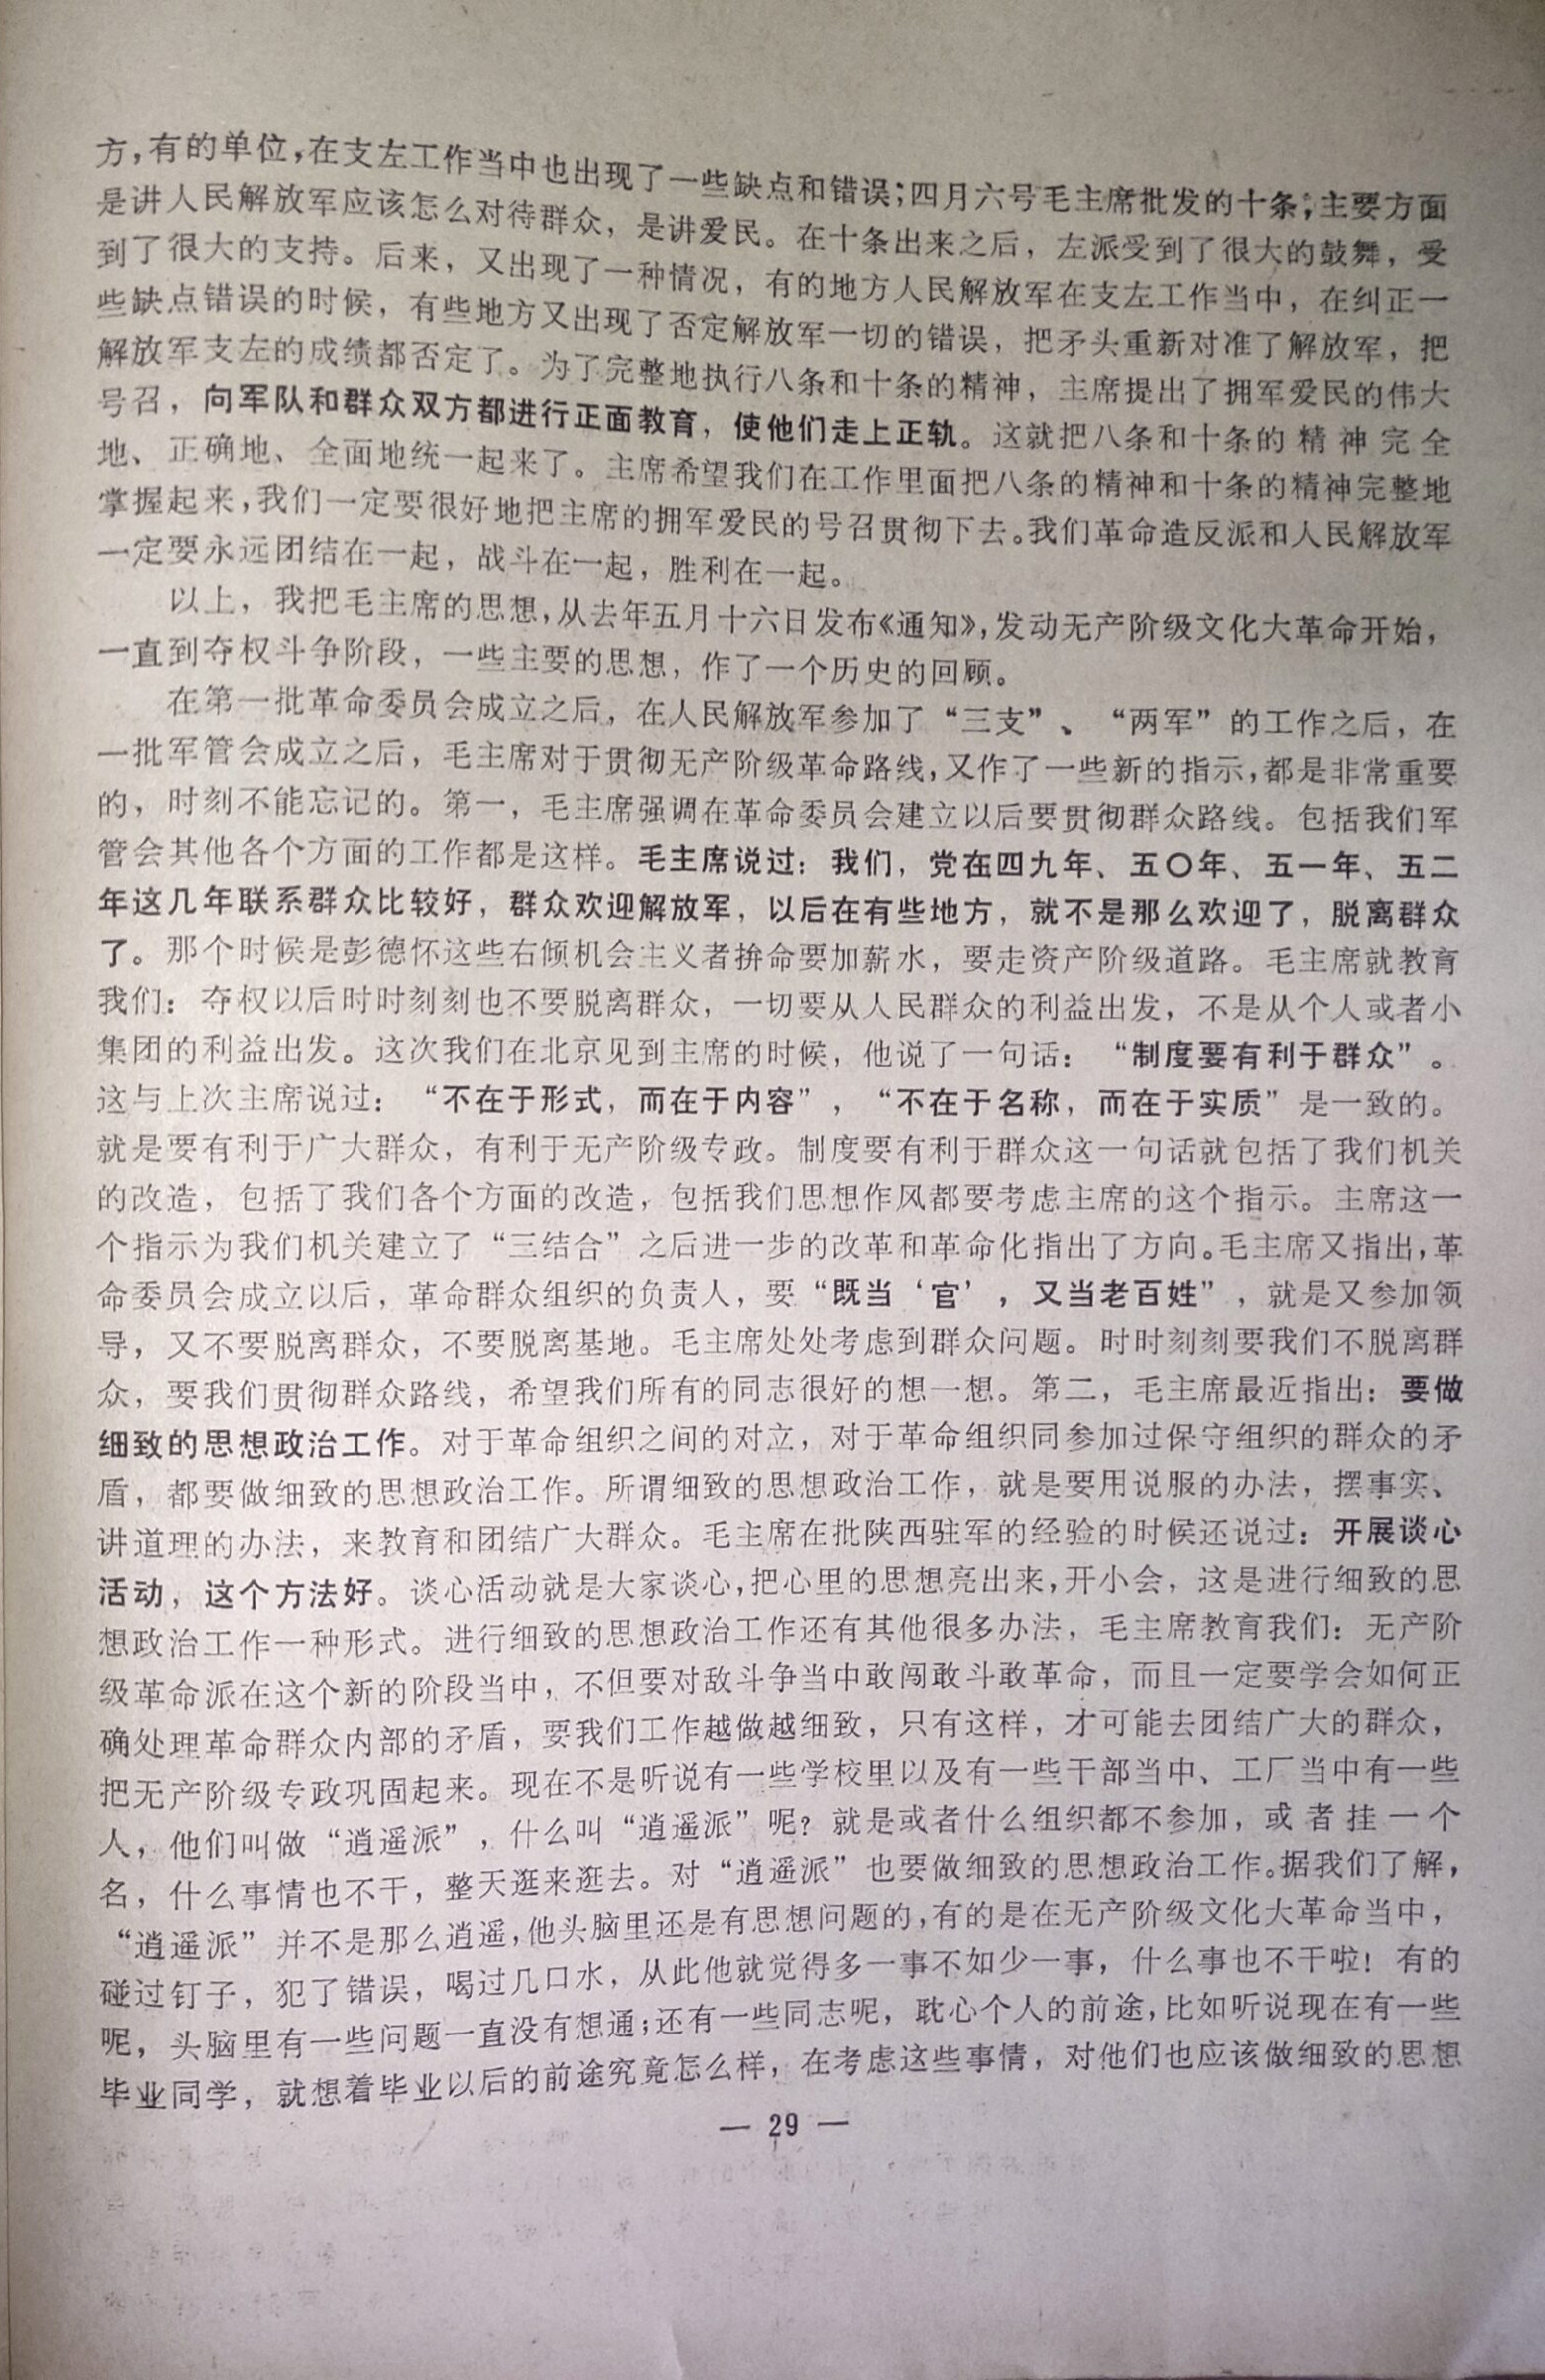 方,有的单位,在支左工作当中也出现了一些缺点和错误;四月六号毛主席批发的十条;主要方面
是讲人民解放军应该怎么对待群众，是讲爱民。在十条出来之后，左派受到了很大的鼓舞，受
到了很大的支持。后来，又出现了一种情况，有的地方人民解放军在支左工作当中，在纠正一
些缺点错误的时候，有些地方又出现了否定解放军一切的错误，把矛头重新对准了解放军，把
解放军支左的成绩都否定了。为了完整地执行八条和十条的精神，主席提出了拥军爱民的伟大
号召，向军队和群众双方都进行正面教育，使他们走上正轨。这就把八条和十条的精神完全
地、正确地、全面地统一起来了。主席希望我们在工作里面把八条的精神和十条的精神完整地
掌握起来,我们一定要很好地把主席的拥军爱民的号召贯彻下去。我们革命造反派和人民解放军
一定要永远团结在一起，战斗在一起，胜利在一起。
以上，我把毛主席的思想,从去年五月十六日发布《通知》,发动无产阶级文化大革命开始，
一直到夺权斗争阶段，一些主要的思想，作了一个历史的回顾。
在第一批革命委员会成立之后，在人民解放军参加了“三支”、“两军”的工作之后，在
一批军管会成立之后，毛主席对于贯彻无产阶级革命路线,又作了一些新的指示,都是非常重要
的，时刻不能忘记的。第一，毛主席强调在革命委员会建立以后要贯彻群众路线。包括我们军
管会其他各个方面的工作都是这样。毛主席说过：我们，党在四九年、五〇年、五一年、五二
年这几年联系群众比较好，群众欢迎解放军，以后在有些地方，就不是那么欢迎了，脱离群众
了。那个时候是彭德怀这些右倾机会主义者拚命要加薪水，要走资产阶级道路。毛主席就教育
我们：夺权以后时时刻刻也不要脱离群众，一切要从人民群众的利益出发，不是从个人或者小
集团的利益出发。这次我们在北京见到主席的时候，他说了一句话：“制度要有利于群众”。
这与上次主席说过：“不在于形式，而在于内容”，“不在于名称，而在于实质”是一致的。
就是要有利于广大群众，有利于无产阶级专政。制度要有利于群众这一句话就包括了我们机关
的改造，包括了我们各个方面的改造，包括我们思想作风都要考虑主席的这个指示。主席这一
个指示为我们机关建立了“三结合”之后进一步的改革和革命化指出了方向。毛主席又指出,革
命委员会成立以后，革命群众组织的负责人，要“既当‘官’，又当老百姓”，就是又参加领
导，又不要脱离群众，不要脱离基地。毛主席处处考虑到群众问题。时时刻刻要我们不脱离群
众，要我们贯彻群众路线，希望我们所有的同志很好的想一想。第二，毛主席最近指出：要做
细致的思想政治工作。对于革命组织之间的对立，对于革命组织同参加过保守组织的群众的矛
盾，都要做细致的思想政治工作。所谓细致的思想政治工作，就是要用说服的办法，摆事实、
讲道理的办法，来教育和团结广大群众。毛主席在批陕西驻军的经验的时候还说过：开展谈心
活动，这个方法好。谈心活动就是大家谈心,把心里的思想亮出来,开小会，这是进行细致的思
想政治工作一种形式。进行细致的思想政治工作还有其他很多办法，毛主席教育我们：无产阶
级革命派在这个新的阶段当中，不但要对敌斗争当中敢闯敢斗敢革命，而且一定要学会如何正
确处理革命群众内部的矛盾，要我们工作越做越细致，只有这样，才可能去团结广大的群众，
把无产阶级专政巩固起来。现在不是听说有一些学校里以及有一些干部当中、工厂当中有一些
人，他们叫做“逍遥派”，什么叫“逍遥派”呢？就是或者什么组织都不参加，或者挂一个
名，什么事情也不干，整天逛来逛去。对“逍遥派”也要做细致的思想政治工作。据我们了解，
“逍遥派”并不是那么逍遥,他头脑里还是有思想问题的,有的是在无产阶级文化大革命当中，
碰过钉子，犯了错误，喝过几口水，从此他就觉得多一事不如少一事，什么事也不干啦！有的
呢，头脑里有一些问题一直没有想通;还有一些同志呢，耽心个人的前途,比如听说现在有一些
毕业同学，就想着毕业以后的前途究竟怎么样，在考虑这些事情，对他们也应该做细致的思想
— 29 —